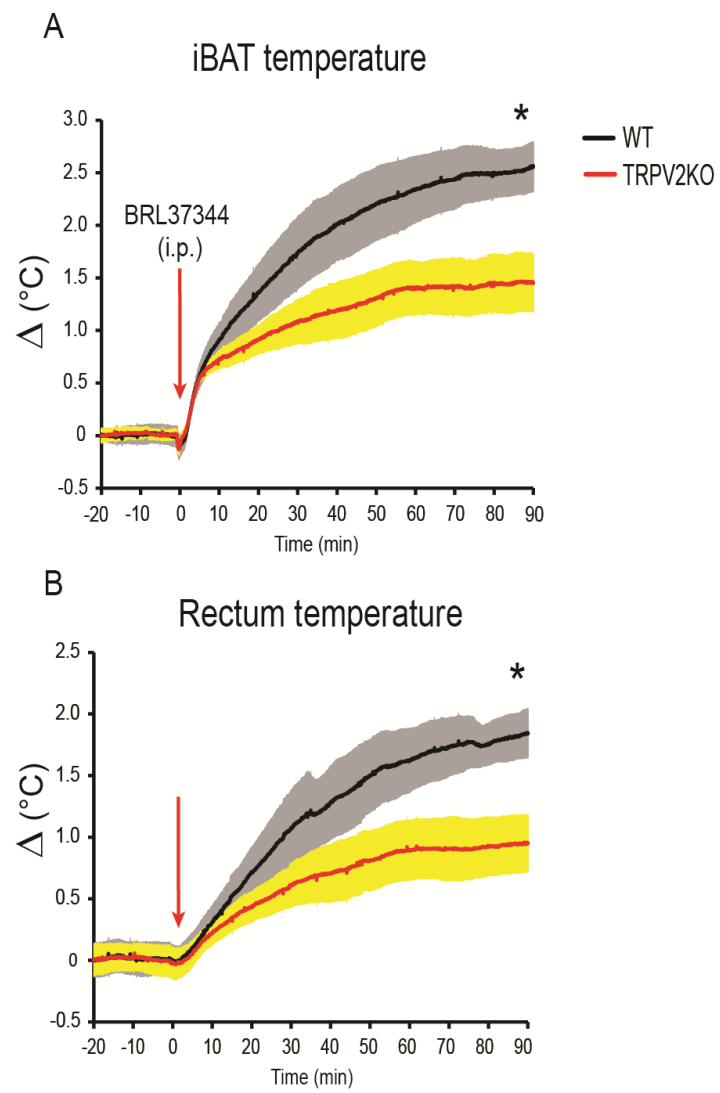 A
iBAT temperature
*
WT
TRPV2KO
BRL37344
(i.p.)
Δ (°C)
3.0
2.5
2.0
1.5
1.0
0.5
0
-0.5
-20 -10 0 10 20 30 40 50 60 70 80 90
Time (min)
B
Rectum temperature
*
Δ (°C)
2.5
2.0
1.5
1.0
0.5
0
-0.5
-20 -10 0 10 20 30 40 50 60 70 80 90
Time (min)